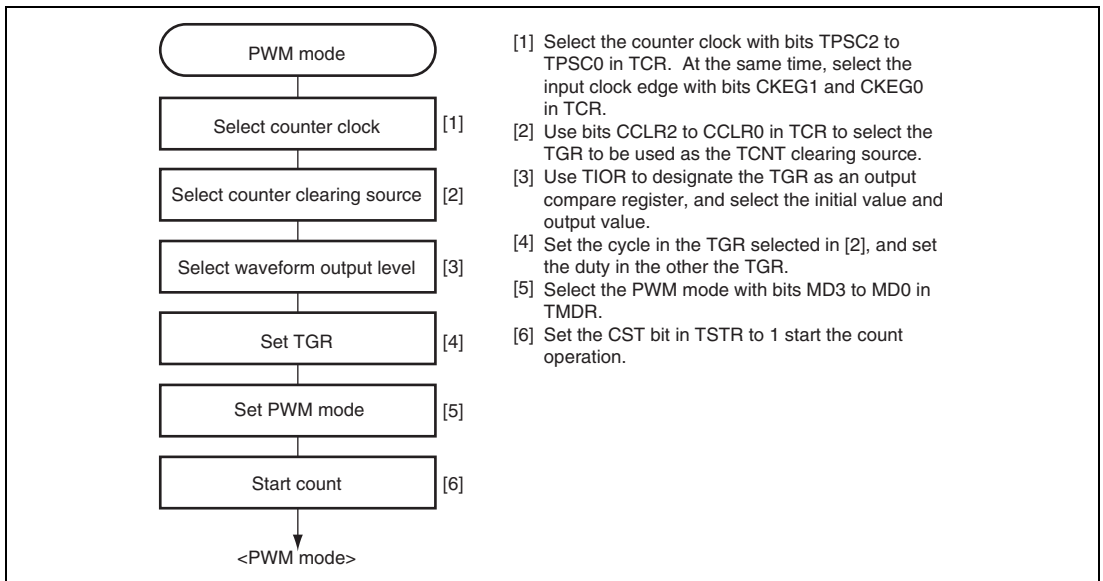 PWM mode
Select counter clock
[1]
Select counter clearing source
[2]
Select waveform output level
[3]
Set TGR
[4]
Set PWM mode
[5]
Start count
[6]
<PWM mode>
[1] Select the counter clock with bits TPSC2 to
TPSC0 in TCR. At the same time, select the
input clock edge with bits CKEG1 and CKEG0
in TCR.
[2] Use bits CCLR2 to CCLR0 in TCR to select the
TGR to be used as the TCNT clearing source.
[3] Use TIOR to designate the TGR as an output
compare register, and select the initial value and
output value.
[4] Set the cycle in the TGR selected in [2], and set
the duty in the other the TGR.
[5] Select the PWM mode with bits MD3 to MD0 in
TMDR.
[6] Set the CST bit in TSTR to 1 start the count
operation.